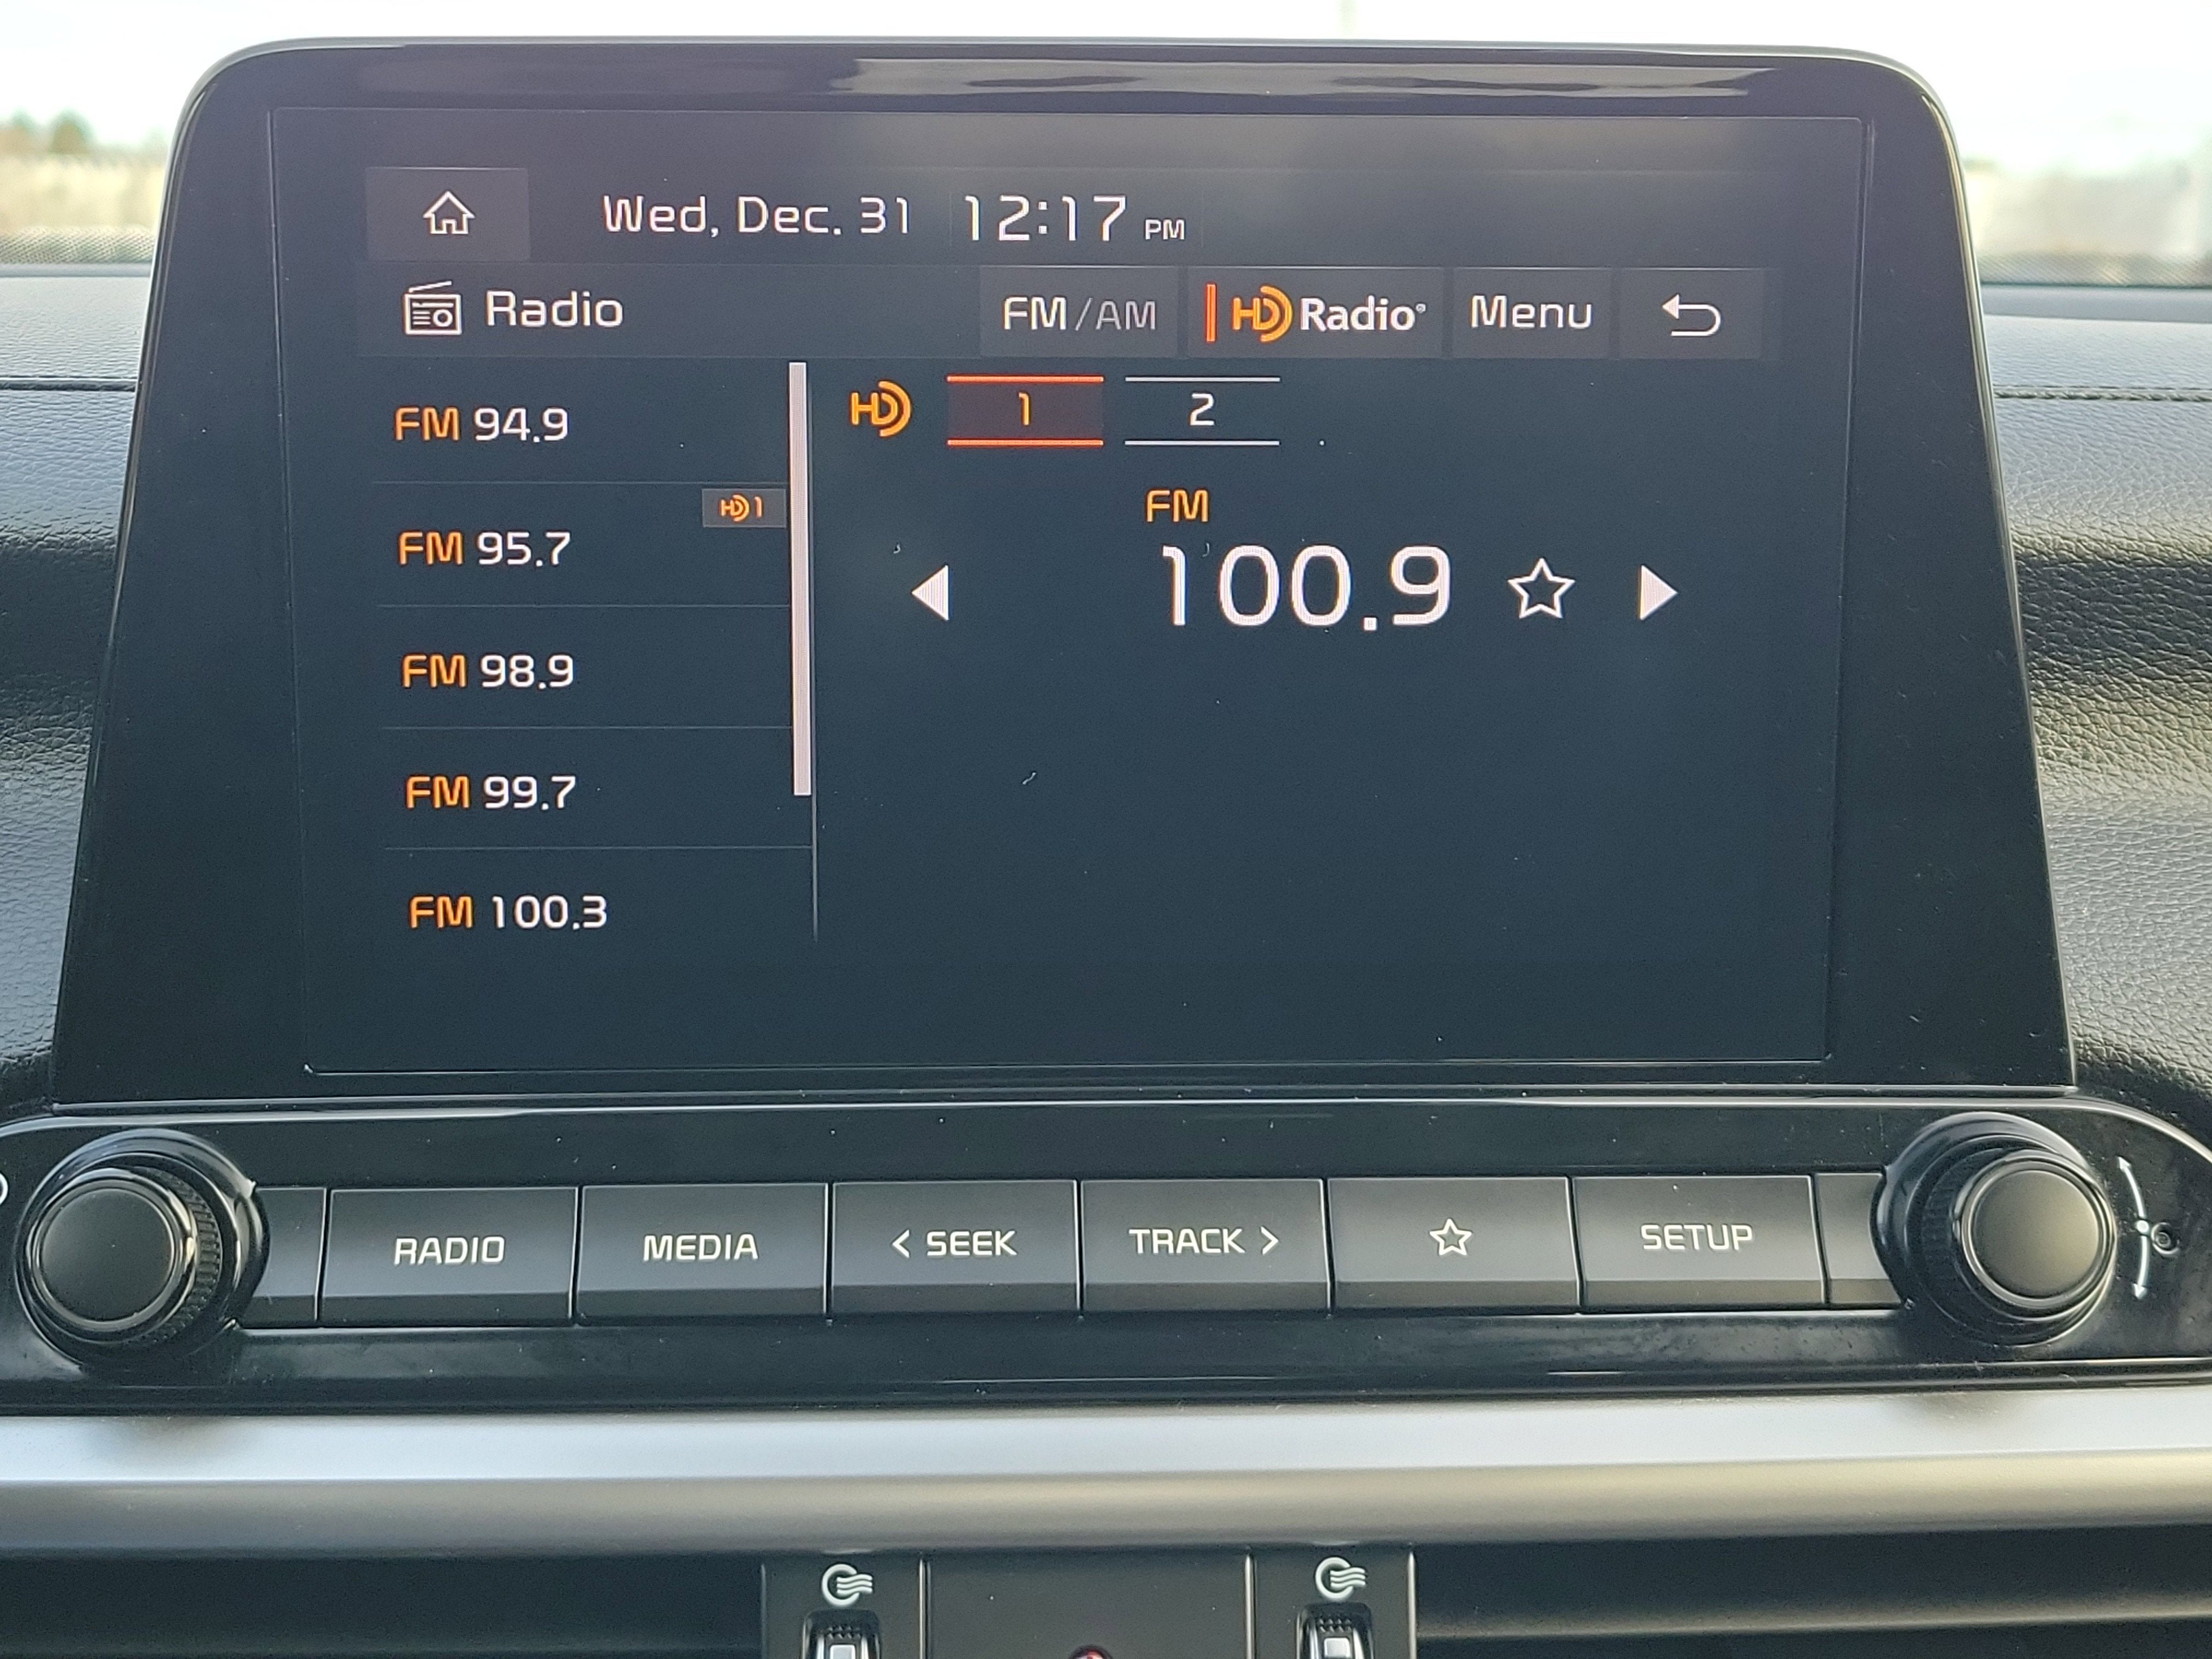 Wed, Dec. 31 12:17 PM
Radio FM/AM HD Radio® Menu
FM 94.9
HD 1 2
HD 1
FM 95.7
FM
100.9
FM 98.9
FM 99.7
FM 100.3
RADIO MEDIA < SEEK TRACK > SETUP